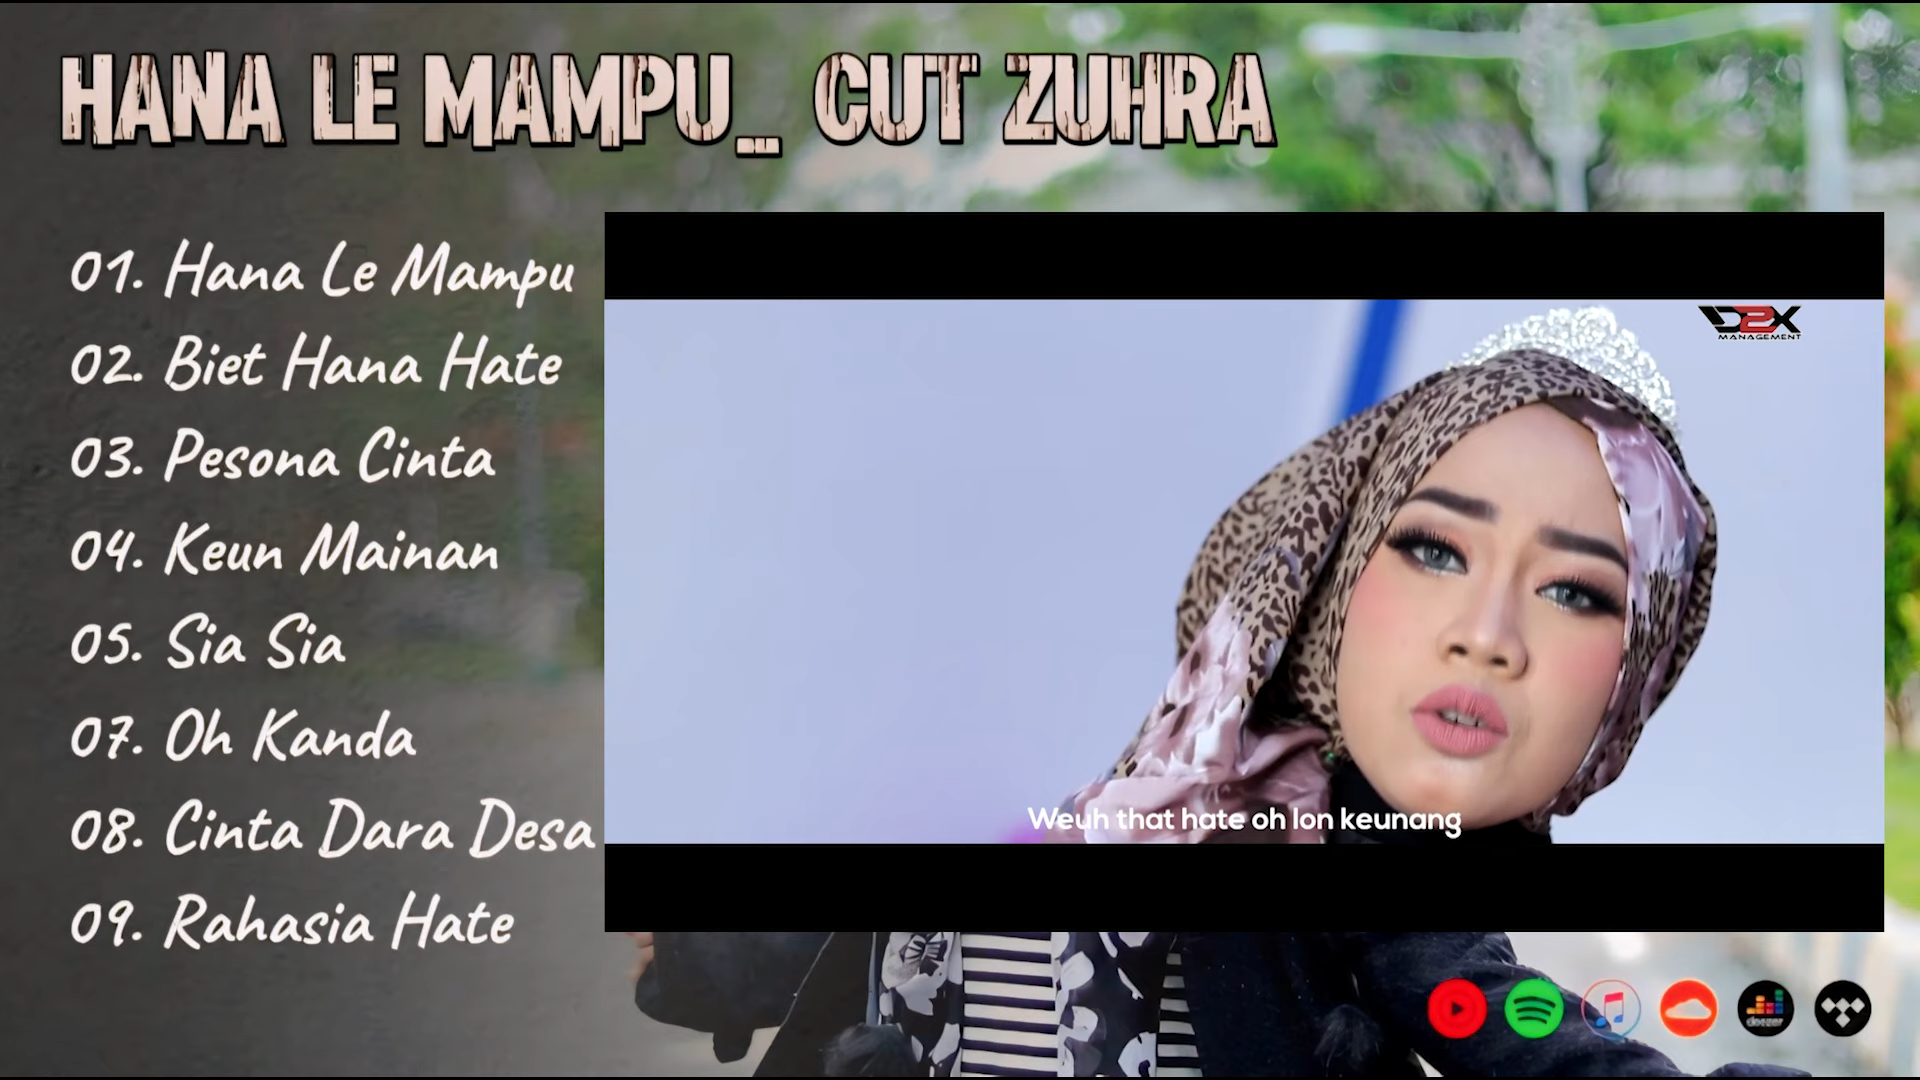 HANA LE MAMPU_ CUT ZUHRA
01. Hana Le Mampu
02. Biet Hana Hate
03. Pesona Cinta
04. Keun Mainan
05. Sia Sia
07. Oh Kanda
08. Cinta Dara Desa
09. Rahasia Hate
D2X
MANAGEMENT
Weuh that hate oh lon keunang
deezer